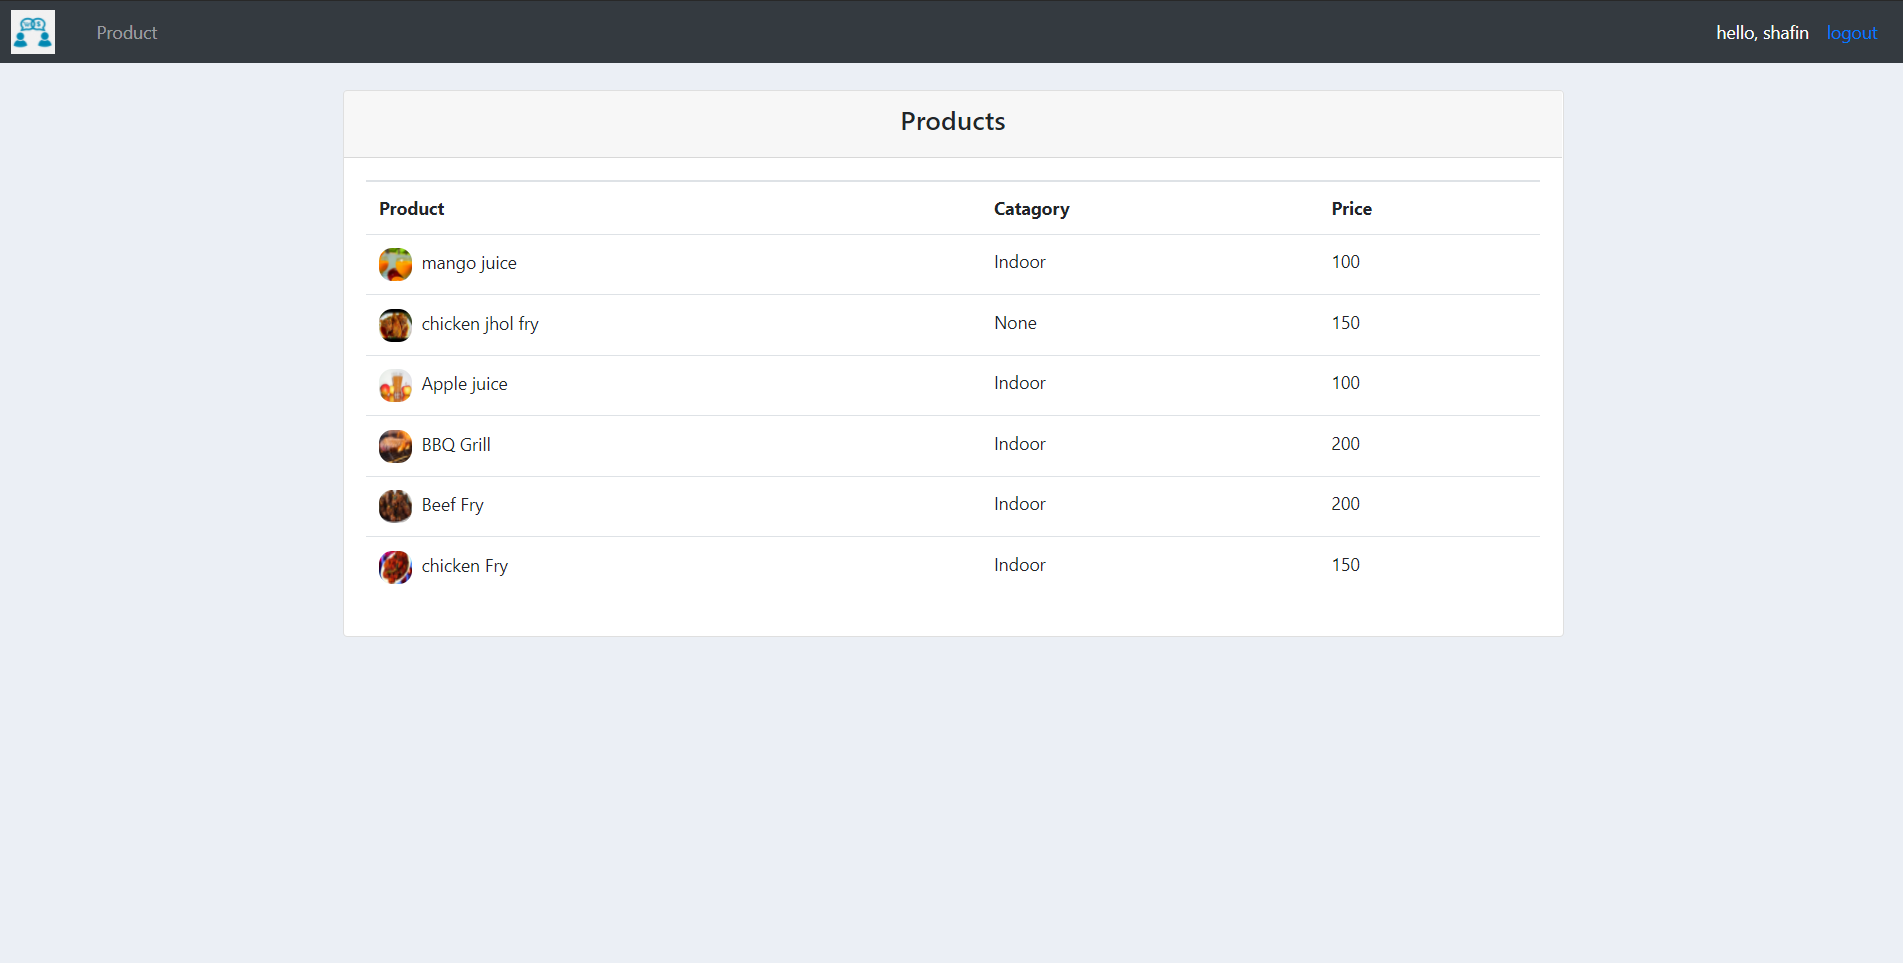 Product
hello, shafin logout
Products
Product Catagory Price
mango juice Indoor 100
chicken jhol fry None 150
Apple juice Indoor 100
BBQ Grill Indoor 200
Beef Fry Indoor 200
chicken Fry Indoor 150